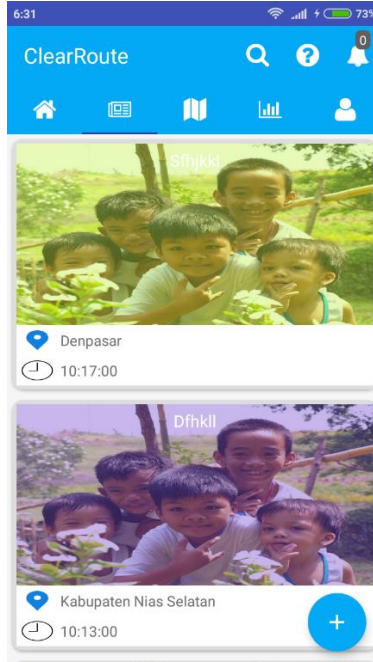 6:31
73%
ClearRoute
0
Sfhjkkl
Denpasar
10:17:00
Dfhkll
Kabupaten Nias Selatan
10:13:00